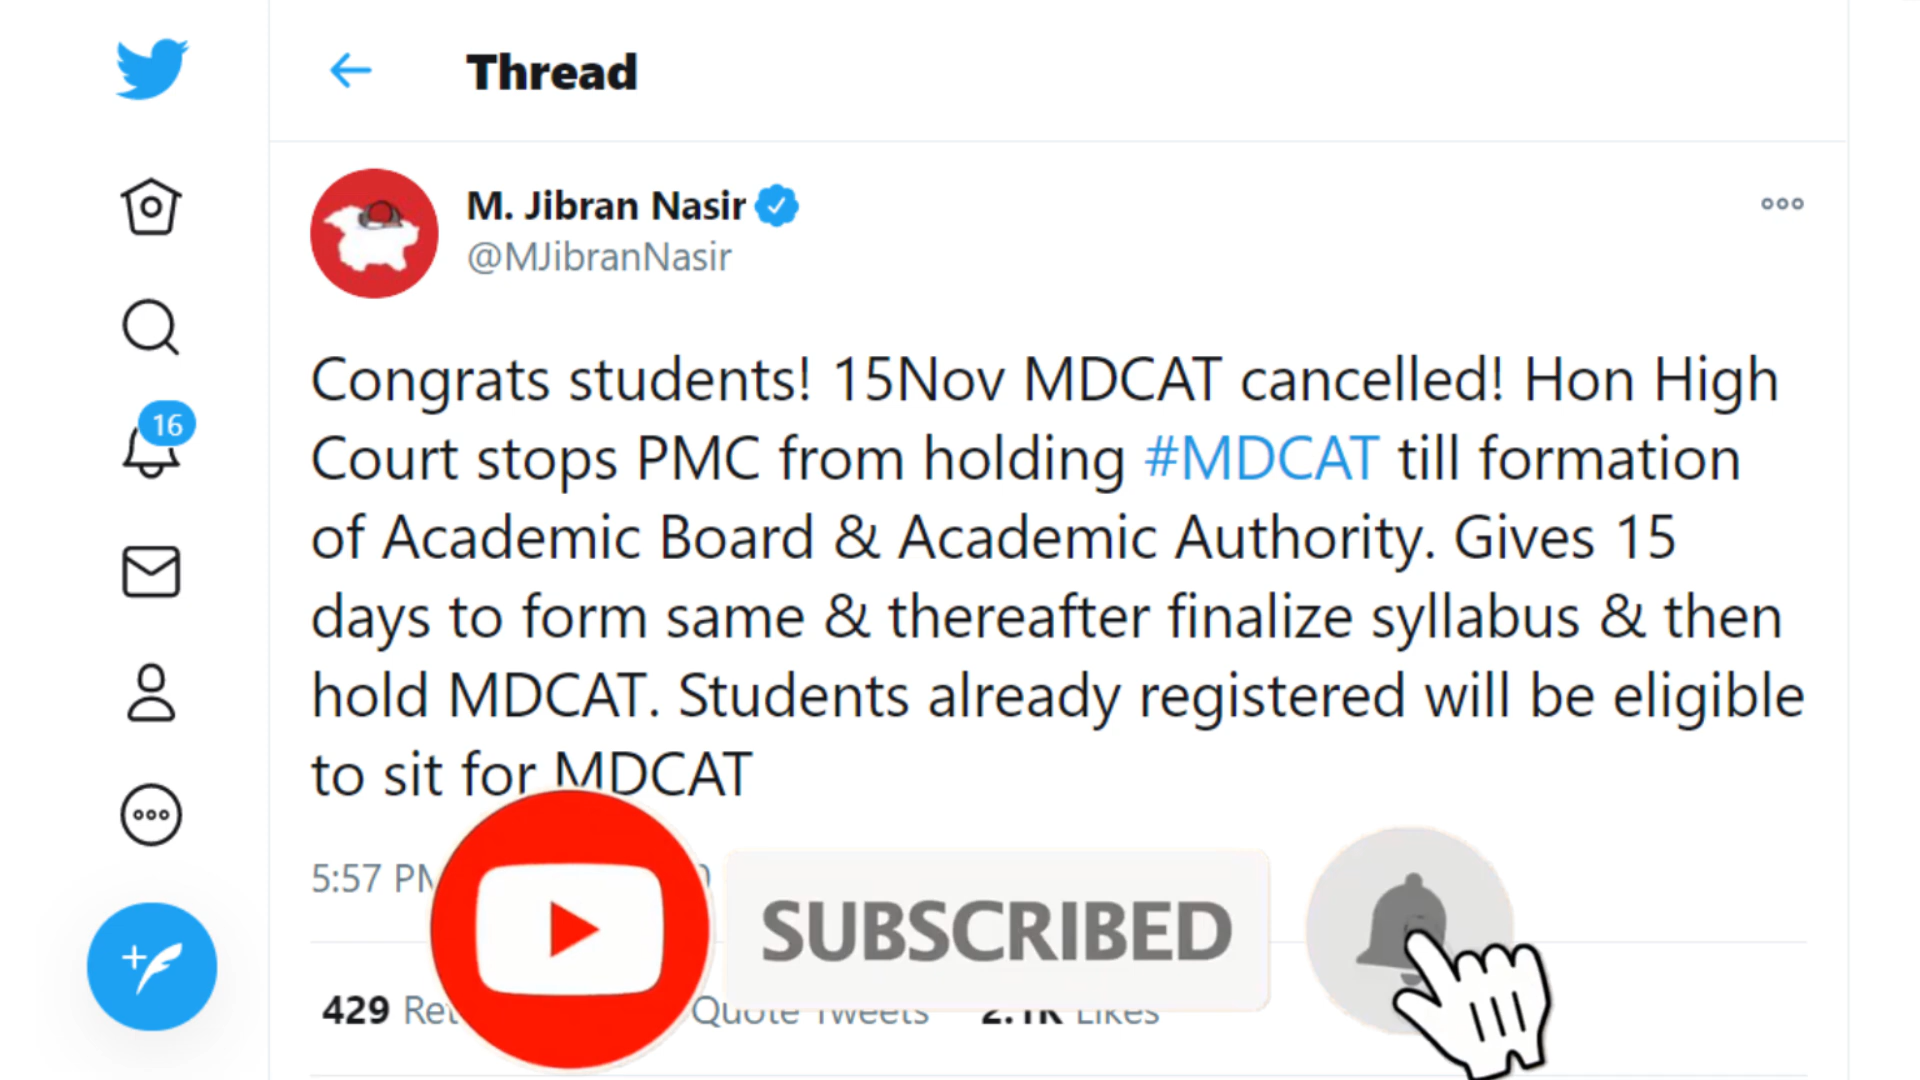 Thread
M. Jibran Nasir
@MJibranNasir
Congrats students! 15Nov MDCAT cancelled! Hon High
Court stops PMC from holding #MDCAT till formation
of Academic Board & Academic Authority. Gives 15
days to form same & thereafter finalize syllabus & then
hold MDCAT. Students already registered will be eligible
to sit for MDCAT
16
5:57
SUBSCRIBED
429 Quote Tweets 2.1K Likes